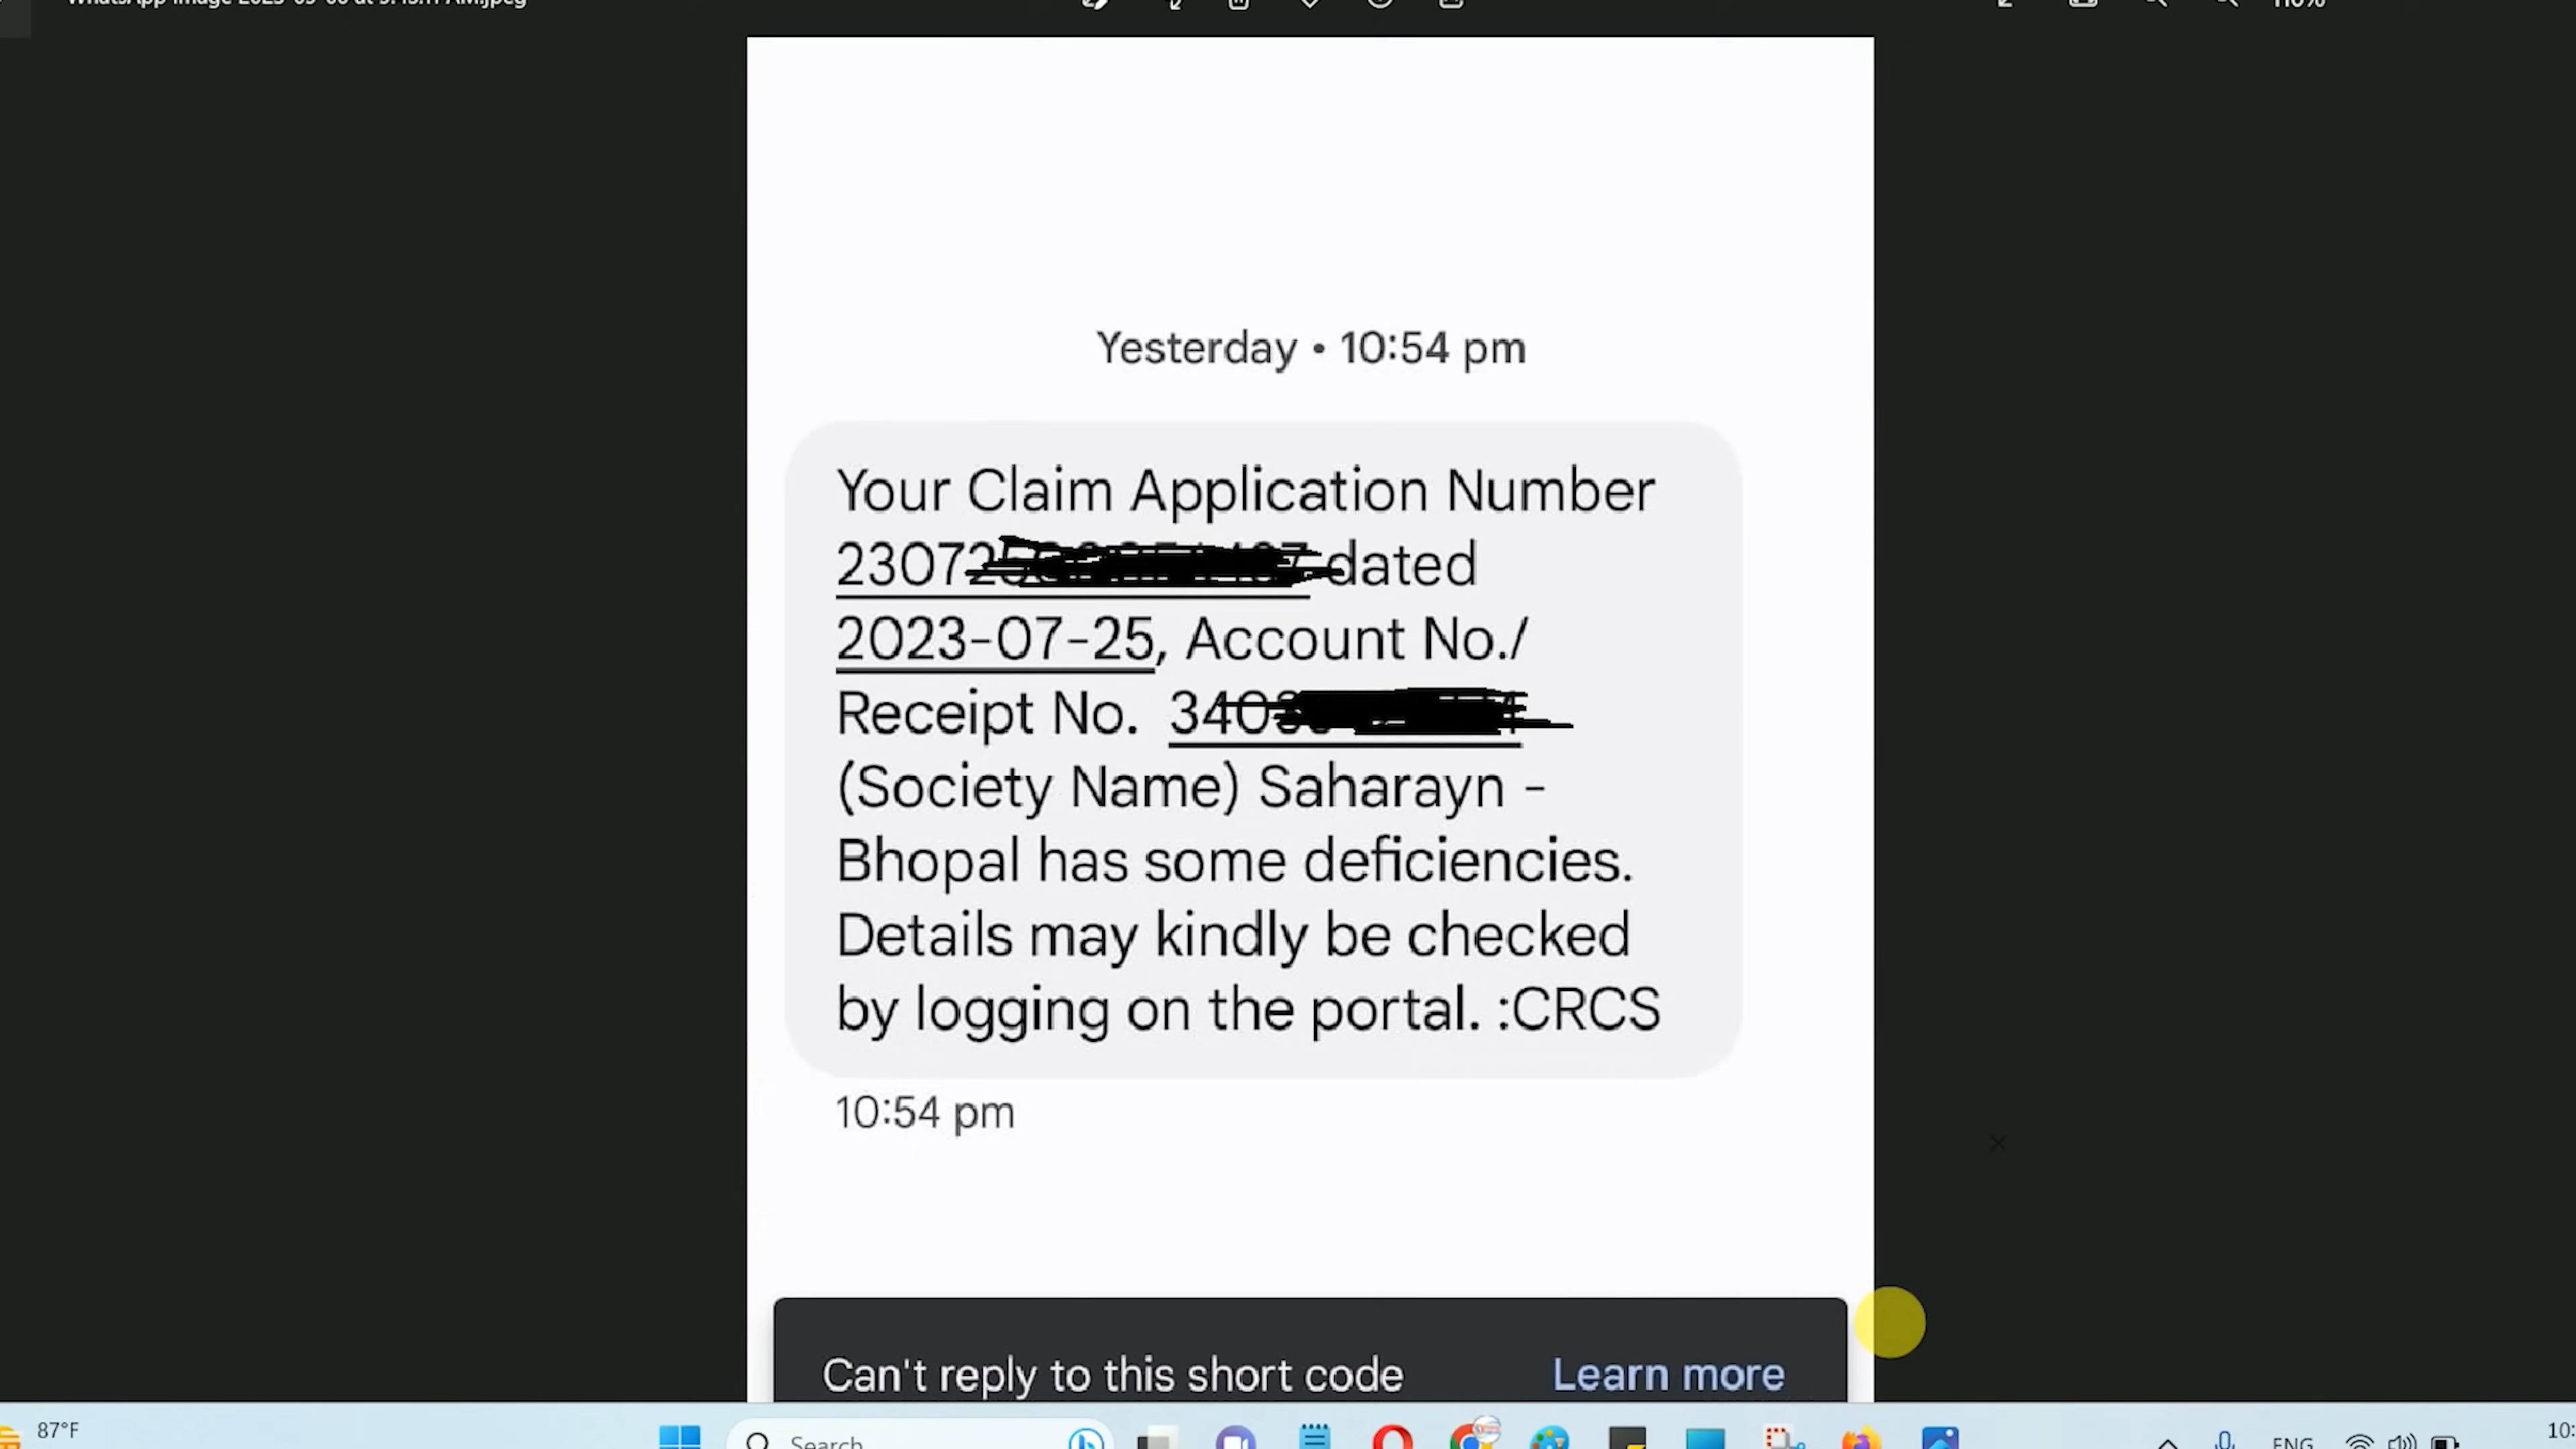 Yesterday • 10:54 pm
Your Claim Application Number
2307 dated
2023-07-25, Account No./
Receipt No. 340
(Society Name) Saharayn -
Bhopal has some deficiencies.
Details may kindly be checked
by logging on the portal. :CRCS
10:54 pm
Can't reply to this short code Learn more
87°F
Search
ENG